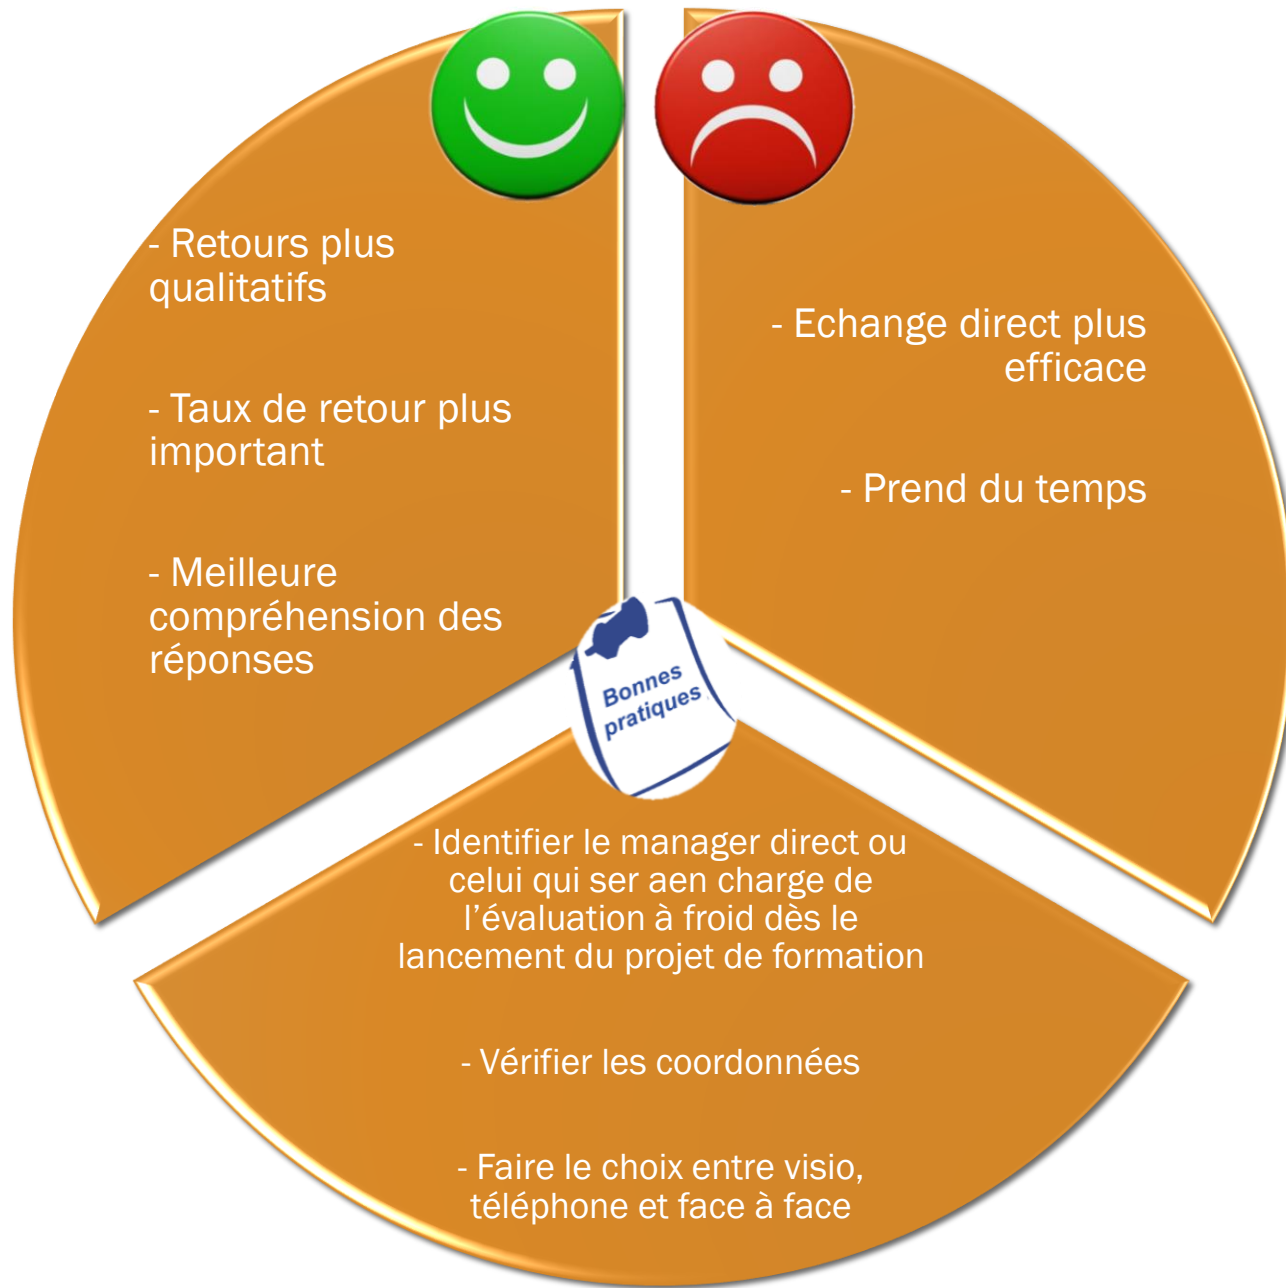 - Retours plus
qualitatifs
- Taux de retour plus
important
- Meilleure
compréhension des
réponses
- Echange direct plus
efficace
- Prend du temps
Bonnes
pratiques
- Identifier le manager direct ou
celui qui ser aen charge de
l’évaluation à froid dès le
lancement du projet de formation
- Vérifier les coordonnées
- Faire le choix entre visio,
téléphone et face à face